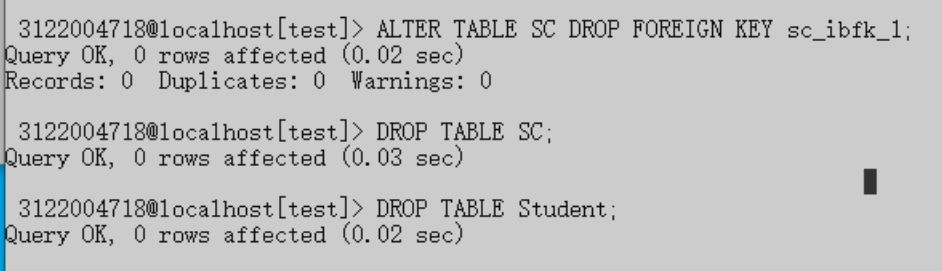 3122004718@localhost[test]> ALTER TABLE SC DROP FOREIGN KEY sc_ibfk_1;
Query OK, 0 rows affected (0.02 sec)
Records: 0  Duplicates: 0  Warnings: 0
3122004718@localhost[test]> DROP TABLE SC;
Query OK, 0 rows affected (0.03 sec)
3122004718@localhost[test]> DROP TABLE Student;
Query OK, 0 rows affected (0.02 sec)